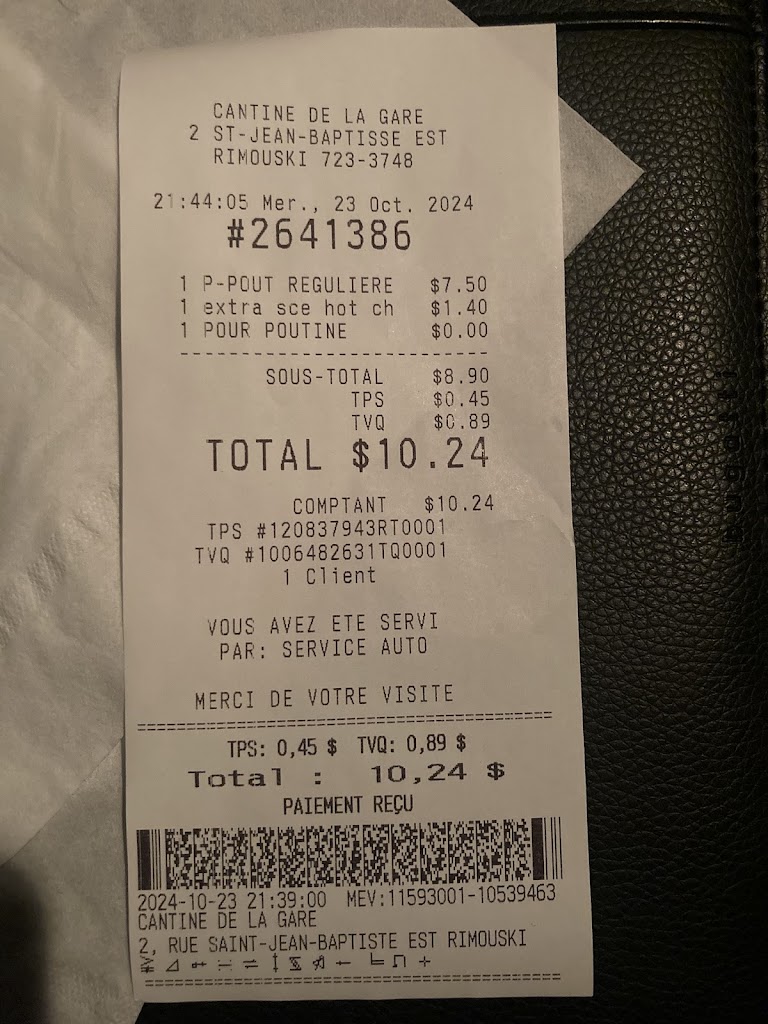 CANTINE DE LA GARE
2 ST-JEAN-BAPTISSE EST
RIMOUSKI 723-3748
21:44:05 Mer., 23 Oct. 2024
#2641386
1 P-POUT REGULIERE $7.50
1 extra sce hot ch $1.40
1 POUR POUTINE $0.00
SOUS-TOTAL $8.90
TPS $0.45
TVQ $0.89
TOTAL $10.24
COMPTANT $10.24
TPS #120837943RT0001
TVQ #1006482631TQ0001
1 Client
VOUS AVEZ ETE SERVI
PAR: SERVICE AUTO
MERCI DE VOTRE VISITE
TPS: 0,45 $ TVQ: 0,89 $
Total : 10,24 $
PAIEMENT REÇU
2024-10-23 21:39:00 MEV:11593001-10539463
CANTINE DE LA GARE
2, RUE SAINT-JEAN-BAPTISTE EST RIMOUSKI